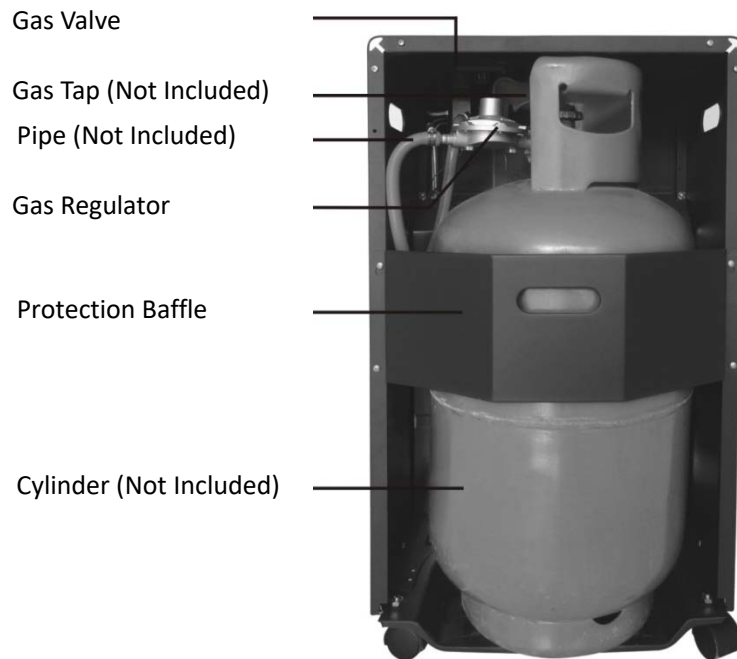 Gas Valve
Gas Tap (Not Included)
Pipe (Not Included)
Gas Regulator
Protection Baffle
Cylinder (Not Included)